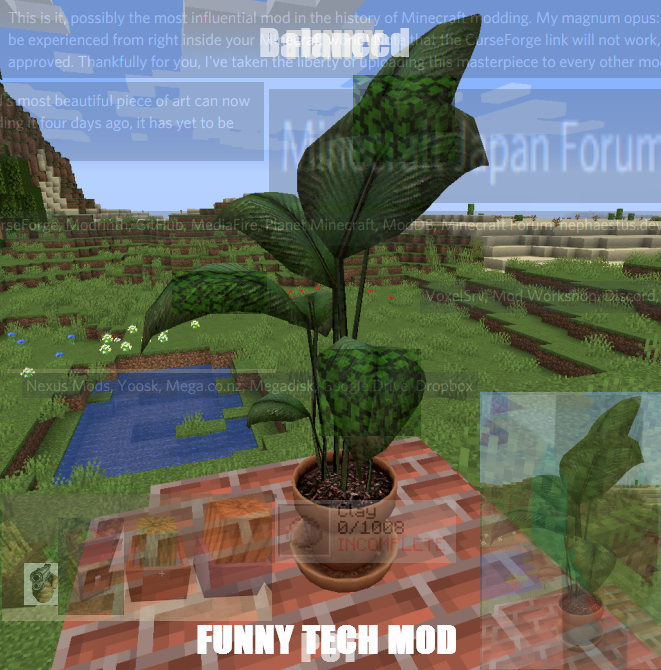 This is it, possibly the most influential mod in the history of Minecraft modding. My magnum opus:
Balanced
be experienced from right inside your that the CurseForge link will not work,
approved. Thankfully for you, I've taken the liberty of uploading this masterpiece to every other mo
's most beautiful piece of art can now
ling it four days ago, it has yet to be
Minecraft Japan Forum
rseForge, Modrinth, GitHub, MediaFire, Planet Minecraft, ModDB, Minecraft Forum, nephaestus.dev
VoxelSrv, Mod Workshop, Discord,
Nexus Mods, Yoosk, Mega.co.nz, Megadisk, Google Drive, Dropbox
Clay
0/1008
INCOMPLETE
FUNNY TECH MOD